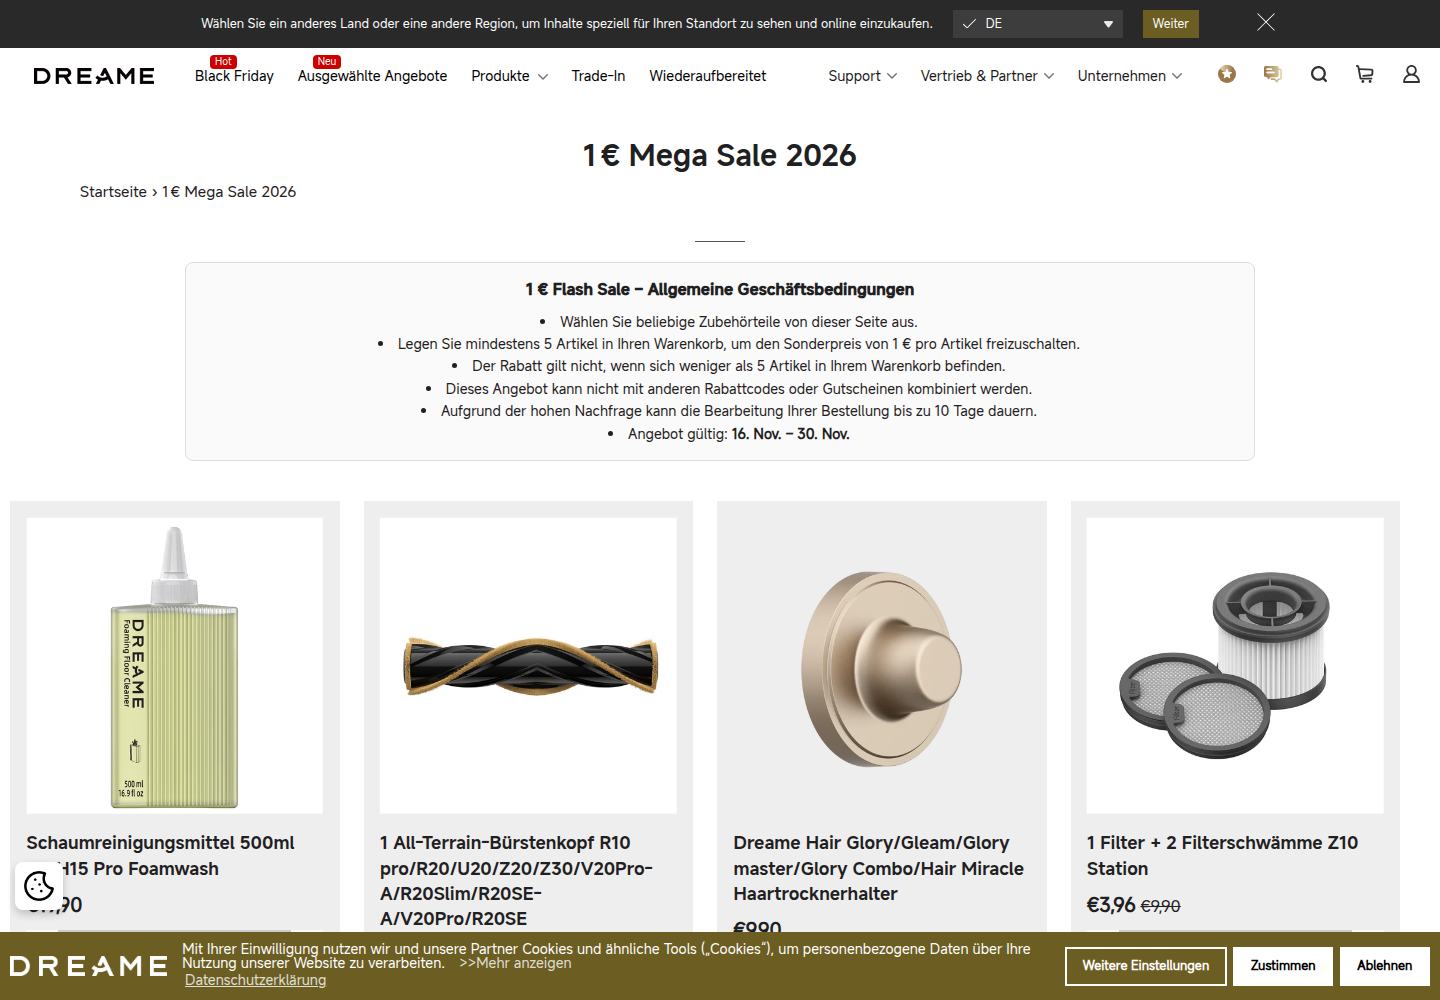 Wählen Sie ein anderes Land oder eine andere Region, um Inhalte speziell für Ihren Standort zu sehen und online einzukaufen.
DE
Weiter
Hot
Neu
DREAME
Black Friday
Ausgewählte Angebote
Produkte
Trade-In
Wiederaufbereitet
Support
Vertrieb & Partner
Unternehmen
1 € Mega Sale 2026
Startseite › 1 € Mega Sale 2026
1 € Flash Sale – Allgemeine Geschäftsbedingungen
• Wählen Sie beliebige Zubehörteile von dieser Seite aus.
• Legen Sie mindestens 5 Artikel in Ihren Warenkorb, um den Sonderpreis von 1 € pro Artikel freizuschalten.
• Der Rabatt gilt nicht, wenn sich weniger als 5 Artikel in Ihrem Warenkorb befinden.
• Dieses Angebot kann nicht mit anderen Rabattcodes oder Gutscheinen kombiniert werden.
• Aufgrund der hohen Nachfrage kann die Bearbeitung Ihrer Bestellung bis zu 10 Tage dauern.
• Angebot gültig: 16. Nov. – 30. Nov.
DREAME
Foaming Floor Cleaner
500 ml
16.9 fl oz
Schaumreinigungsmittel 500ml
H15 Pro Foamwash
,90
1 All-Terrain-Bürstenkopf R10
pro/R20/U20/Z20/Z30/V20Pro-
A/R20Slim/R20SE-
A/V20Pro/R20SE
Dreame Hair Glory/Gleam/Glory
master/Glory Combo/Hair Miracle
Haartrocknerhalter
1 Filter + 2 Filterschwämme Z10
Station
€3,96 €9,90
DREAME
Mit Ihrer Einwilligung nutzen wir und unsere Partner Cookies und ähnliche Tools („Cookies“), um personenbezogene Daten über Ihre
Nutzung unserer Website zu verarbeiten. >>Mehr anzeigen
Datenschutzerklärung
Weitere Einstellungen
Zustimmen
Ablehnen